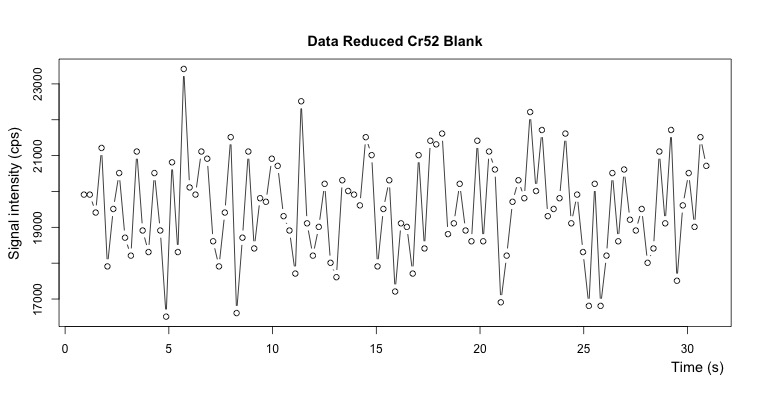 Data Reduced Cr52 Blank
Signal intensity (cps)
23000
21000
19000
17000
0 5 10 15 20 25 30
Time (s)